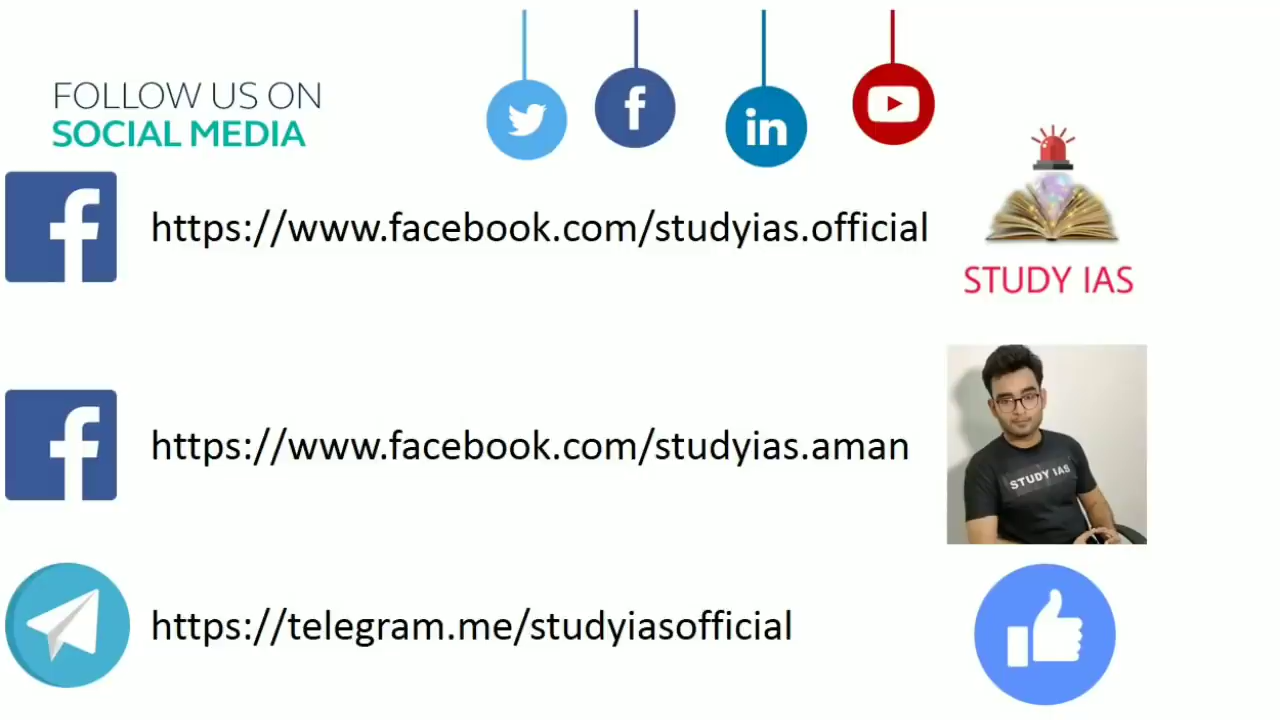 FOLLOW US ON
SOCIAL MEDIA
in
https://www.facebook.com/studyias.official
STUDY IAS
https://www.facebook.com/studyias.aman
STUDY IAS
https://telegram.me/studyiasofficial